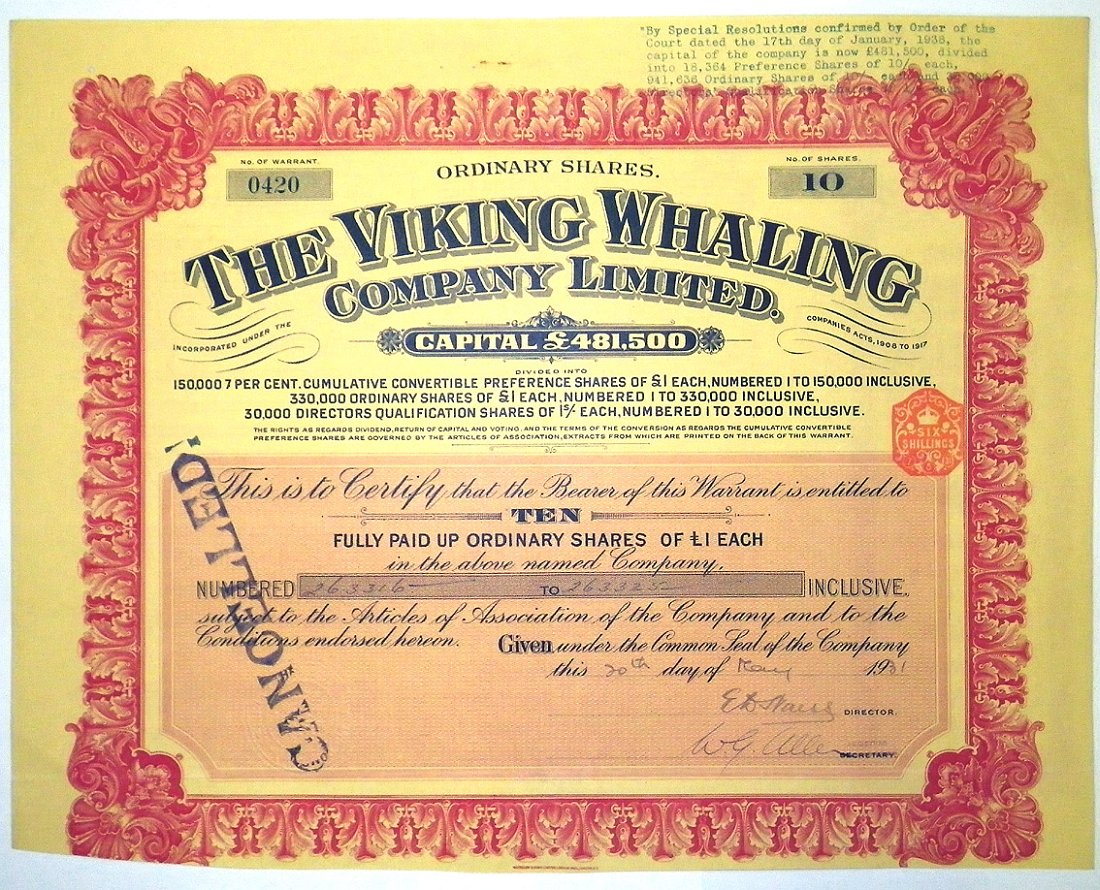 "By Special Resolutions confirmed by Order of the
Court dated the 17th day of January, 1938, the
capital of the company is now £481,500, divided
into 18,364 Preference Shares of 10/- each,
941,636 Ordinary Shares of 10/- each and
Directors' Qualification Shares of 1/- each."
No. OF WARRANT.
0420
ORDINARY SHARES.
No. OF SHARES.
10
THE VIKING WHALING
COMPANY LIMITED.
INCORPORATED UNDER THE
COMPANIES ACTS, 1908 TO 1917
CAPITAL £481,500
DIVIDED INTO
150,000 7 PER CENT. CUMULATIVE CONVERTIBLE PREFERENCE SHARES OF £1 EACH, NUMBERED 1 TO 150,000 INCLUSIVE,
330,000 ORDINARY SHARES OF £1 EACH, NUMBERED 1 TO 330,000 INCLUSIVE,
30,000 DIRECTORS QUALIFICATION SHARES OF 1s/- EACH, NUMBERED 1 TO 30,000 INCLUSIVE.
THE RIGHTS AS REGARDS DIVIDEND, RETURN OF CAPITAL AND VOTING, AND THE TERMS OF THE CONVERSION AS REGARDS THE CUMULATIVE CONVERTIBLE
PREFERENCE SHARES ARE GOVERNED BY THE ARTICLES OF ASSOCIATION, EXTRACTS FROM WHICH ARE PRINTED ON THE BACK OF THIS WARRANT.
SIX
SHILLINGS
CANCELLED
This is to Certify that the Bearer of this Warrant is entitled to
TEN
FULLY PAID UP ORDINARY SHARES OF £1 EACH
in the above named Company,
NUMBERED 263316 TO INCLUSIVE,
subject to the Articles of Association of the Company and to the
Conditions endorsed hereon. Given under the Common Seal of the Company
this 20th day of May 1931
DIRECTOR.
W. G. Allen
SECRETARY.